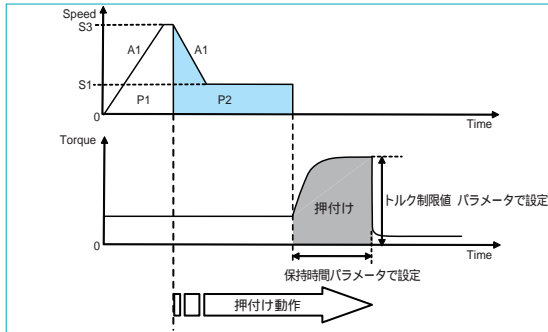 Speed
S3
A1
A1
S1
P1
P2
0
Time
Torque
押付け
トルク制限値 パラメータで設定
0
Time
保持時間パラメータで設定
押付け動作